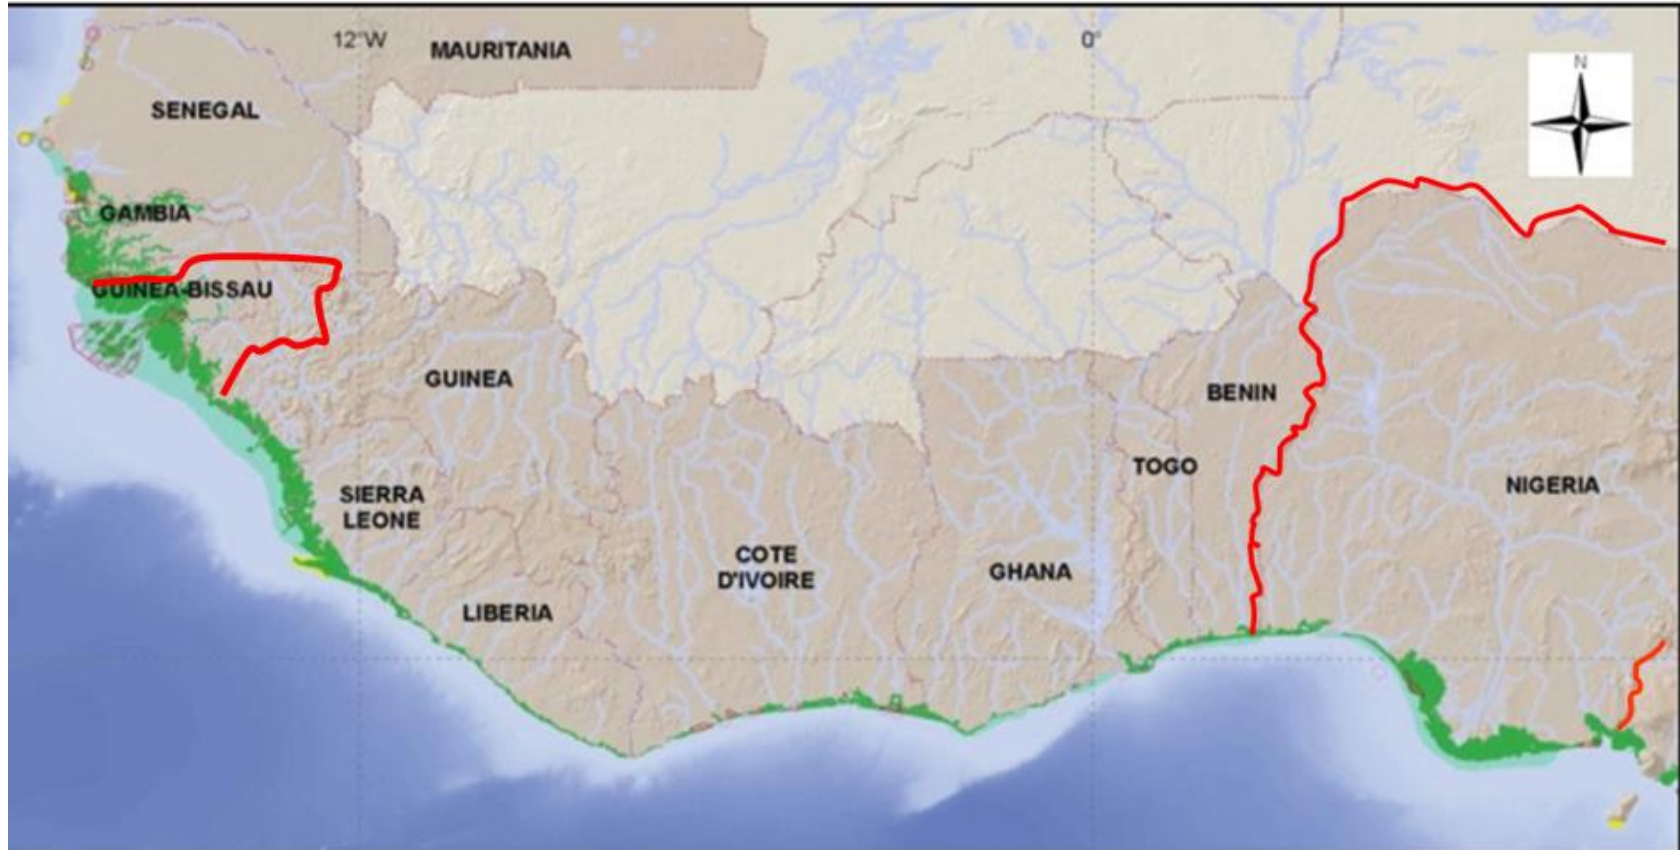 12°W
0°
N
MAURITANIA
SENEGAL
GAMBIA
GUINEA-BISSAU
GUINEA
BENIN
TOGO
NIGERIA
SIERRA
LEONE
COTE
D'IVOIRE
GHANA
LIBERIA